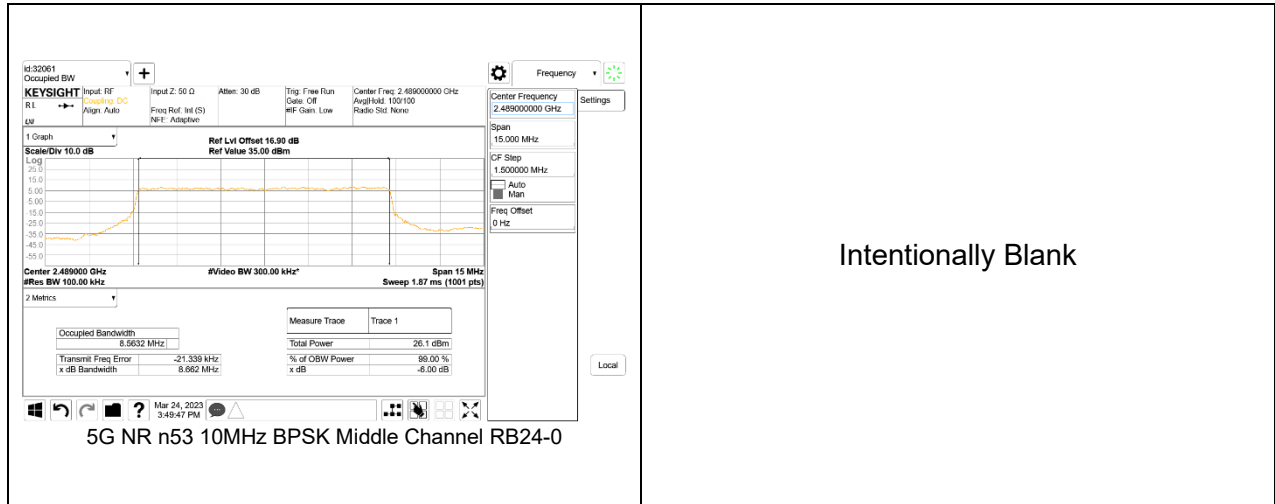 id:32061
Occupied BW
+
Frequency
KEYSIGHT
Input: RF
Coupling: DC
Align: Auto
Input Z: 50 Ω
Freq Ref: Int (S)
NFE: Adaptive
Atten: 30 dB
Trig: Free Run
Gate: Off
#IF Gain: Low
Center Freq: 2.489000000 GHz
Avg|Hold: 100/100
Radio Std: None
R L
Center Frequency
2.489000000 GHz
Settings
Span
15.000 MHz
CF Step
1.500000 MHz
Auto
Man
Freq Offset
0 Hz
1 Graph
Scale/Div 10.0 dB
Ref Lvl Offset 16.90 dB
Ref Value 35.00 dBm
Log
25.0
15.0
5.00
-5.00
-15.0
-25.0
-35.0
-45.0
-55.0
Center 2.489000 GHz
#Res BW 100.00 kHz
#Video BW 300.00 kHz*
Span 15 MHz
Sweep 1.87 ms (1001 pts)
2 Metrics
Occupied Bandwidth
8.5632 MHz
Transmit Freq Error -21.339 kHz
x dB Bandwidth 8.662 MHz
Measure Trace Trace 1
Total Power 26.1 dBm
% of OBW Power 99.00 %
x dB -6.00 dB
Local
?
Mar 24, 2023
3:49:47 PM
5G NR n53 10MHz BPSK Middle Channel RB24-0
Intentionally Blank